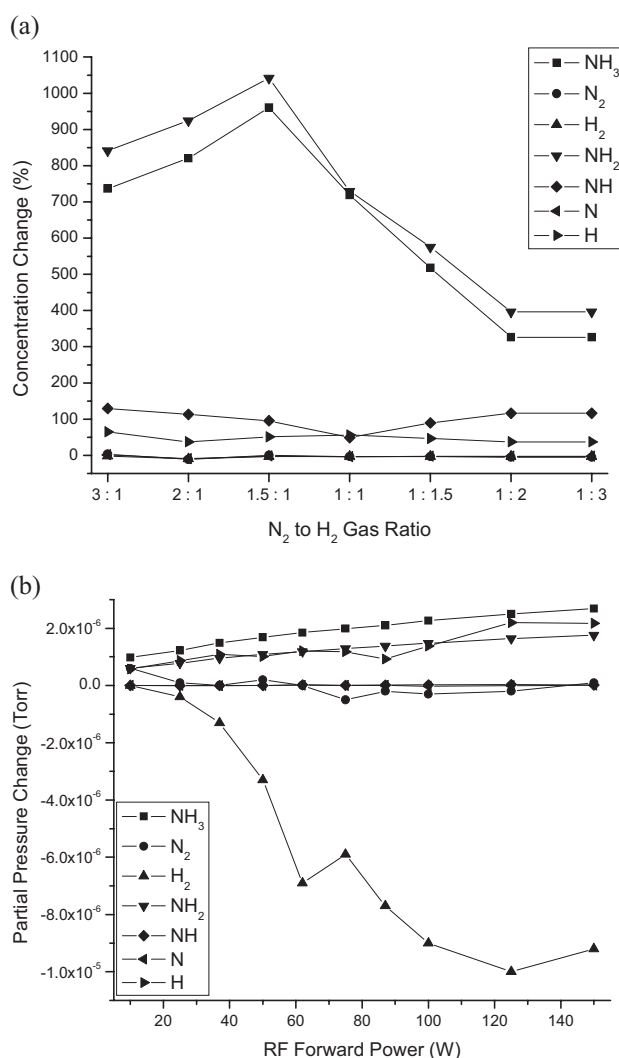 (a)
1100
1000
900
800
700
600
500
400
300
200
100
0
Concentration Change (%)
NH₃
N₂
H₂
NH₂
NH
N
H
3 : 1
2 : 1
1.5 : 1
1 : 1
1 : 1.5
1 : 2
1 : 3
N₂ to H₂ Gas Ratio
(b)
2.0x10⁻⁶
0.0
-2.0x10⁻⁶
-4.0x10⁻⁶
-6.0x10⁻⁶
-8.0x10⁻⁶
-1.0x10⁻⁵
Partial Pressure Change (Torr)
NH₃
N₂
H₂
NH₂
NH
N
H
20
40
60
80
100
120
140
RF Forward Power (W)